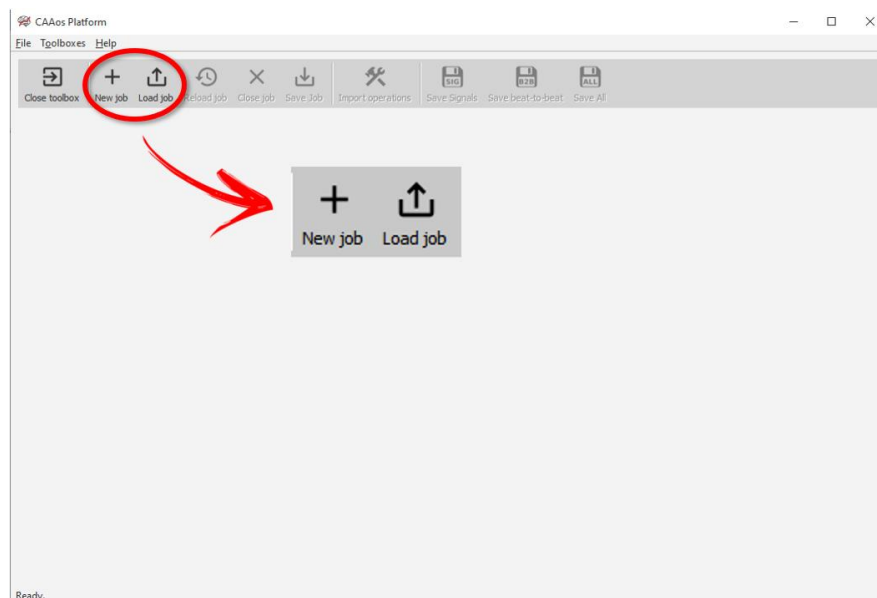 CAAos Platform
File Toolboxes Help
Close toolbox New job Load job Reload job Close job Save Job Import operations Save Signals Save beat-to-beat Save All
SIG B2B ALL
New job Load job
Ready.